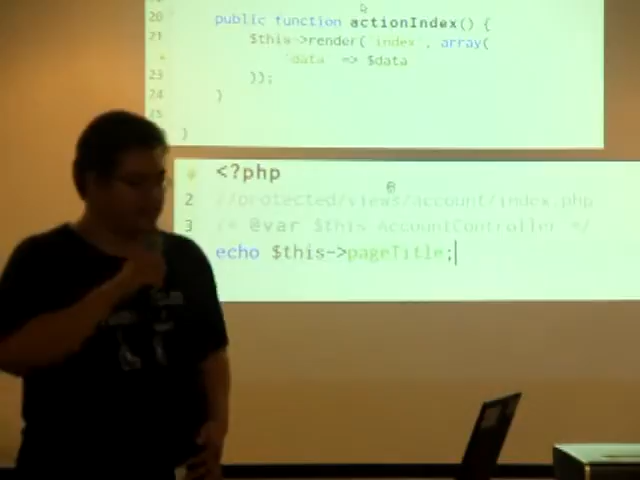 20 public function actionIndex() {
21 $this->render('index', array(
'data' => $data
23 ));
24 }
25
}
<?php
2 //protected/views/account/index.php
3 /* @var $this AccountController */
echo $this->pageTitle;